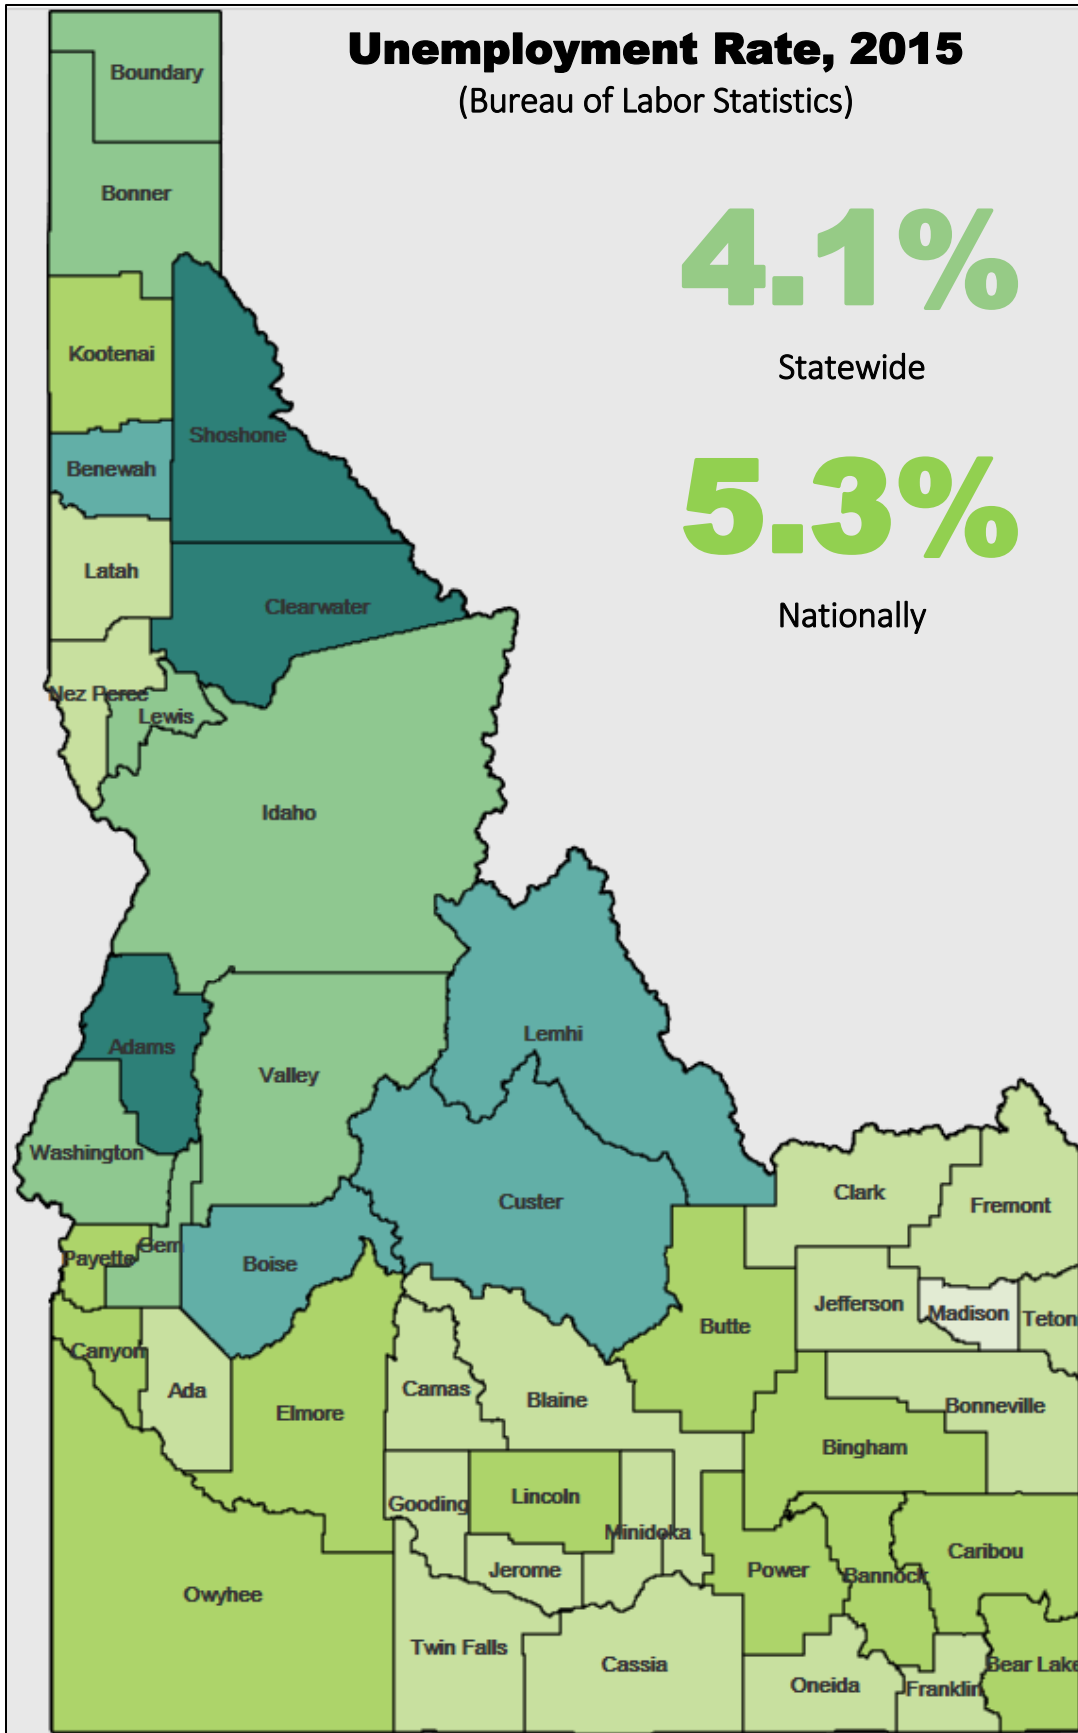 Unemployment Rate, 2015
(Bureau of Labor Statistics)
Boundary
Bonner
4.1%
Statewide
Kootenai
Shoshone
Benewah
5.3%
Nationally
Latah
Clearwater
Nez Perce
Lewis
Idaho
Lemhi
Adams
Valley
Washington
Custer
Clark
Fremont
Gem
Payette
Boise
Jefferson
Madison
Teton
Butte
Canyon
Ada
Camas
Blaine
Elmore
Bonneville
Bingham
Lincoln
Gooding
Minidoka
Caribou
Jerome
Power
Bannock
Owyhee
Twin Falls
Cassia
Bear Lake
Oneida
Franklin